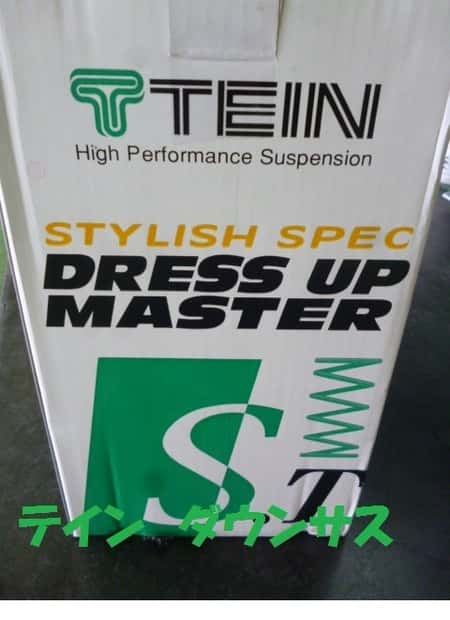 TEIN
High Performance Suspension
STYLISH SPEC
DRESS UP
MASTER
S
T
テイン ダウンサス